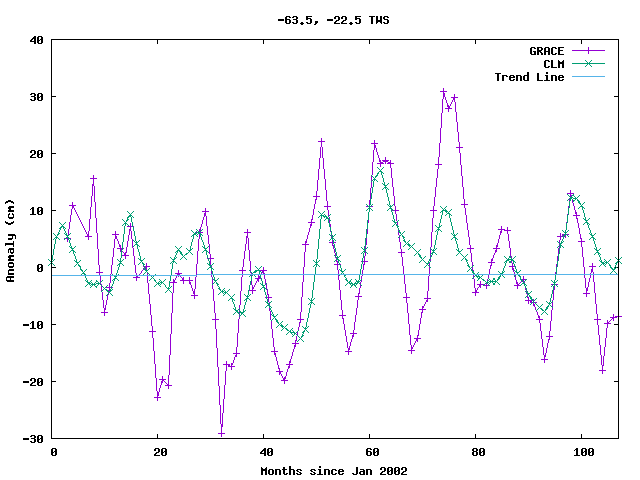 -63.5, -22.5 TWS
GRACE
CLM
Trend Line
Anomaly (cm)
40
30
20
10
0
-10
-20
-30
0 20 40 60 80 100
Months since Jan 2002